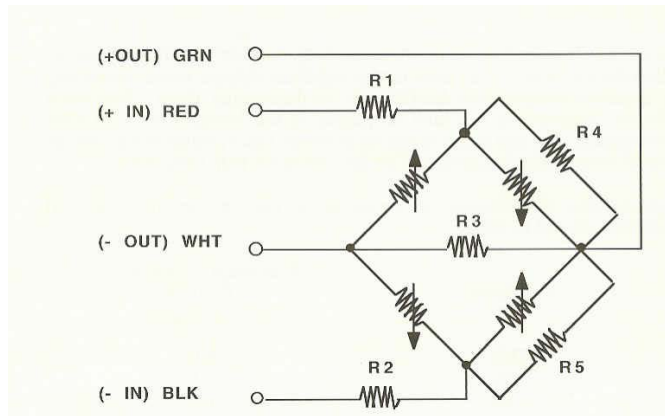 (+OUT) GRN
R1
(+ IN) RED
R4
R3
(- OUT) WHT
R2
R5
(- IN) BLK